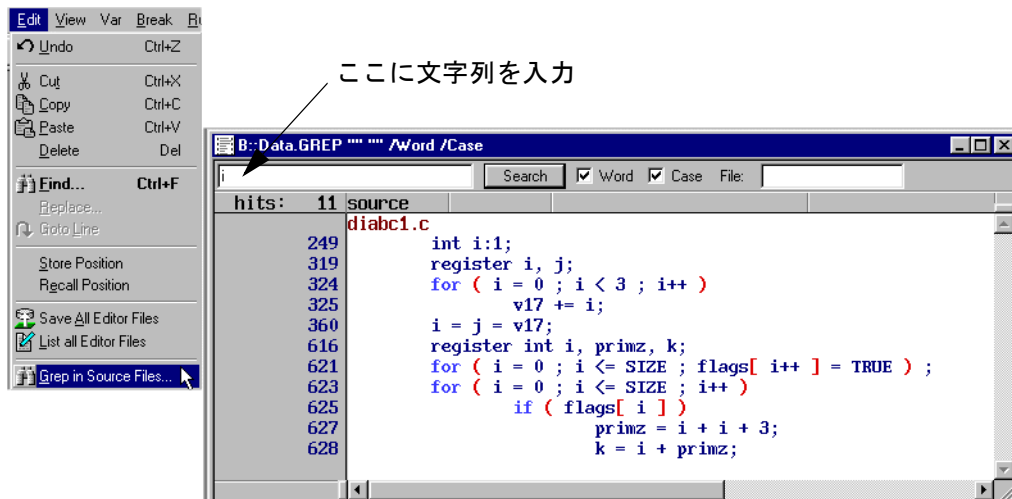 Edit View Var Break
Undo Ctrl+Z
Cut Ctrl+X
Copy Ctrl+C
Paste Ctrl+V
Delete Del
Find... Ctrl+F
Replace...
Goto Line
Store Position
Recall Position
Save All Editor Files
List all Editor Files
Grep in Source Files...
ここに文字列を入力
B::Data.GREP "" "" /Word /Case
i Search Word Case File:
hits: 11 source
diabc1.c
249 int i:1;
319 register i, j;
324 for ( i = 0 ; i < 3 ; i++ )
325 v17 += i;
360 i = j = v17;
616 register int i, primz, k;
621 for ( i = 0 ; i <= SIZE ; flags[ i++ ] = TRUE ) ;
623 for ( i = 0 ; i <= SIZE ; i++ )
625 if ( flags[ i ] )
627 primz = i + i + 3;
628 k = i + primz;